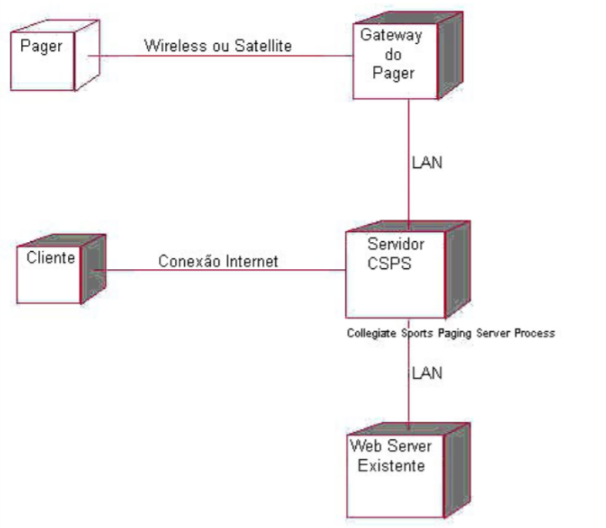 Pager
Wireless ou Satellite
Gateway
do
Pager
LAN
Cliente
Conexão Internet
Servidor
CSPS
Collegiate Sports Paging Server Process
LAN
Web Server
Existente